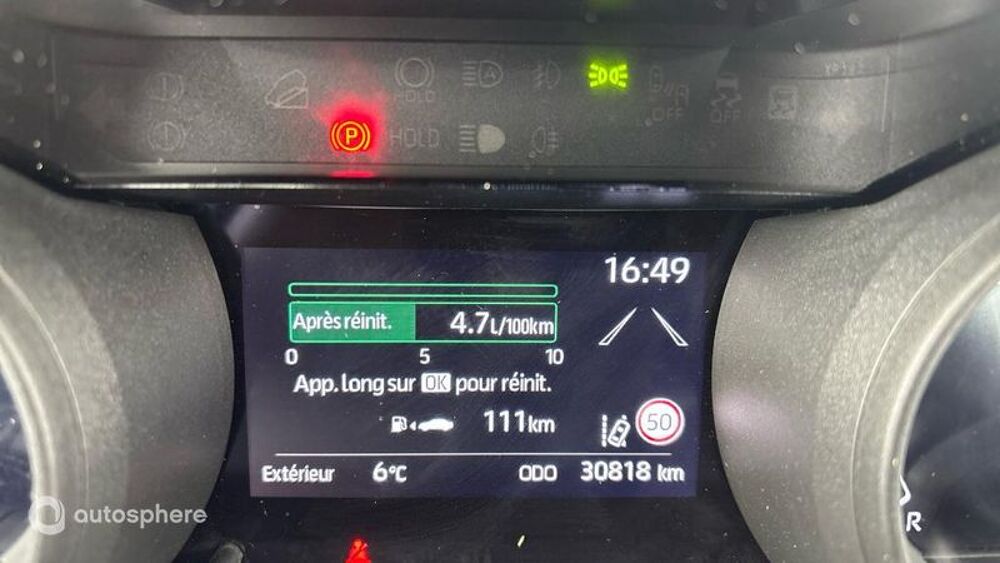 HOLD
A
OFF
OFF
P
HOLD
16:49
Après réinit. 4.7L/100km
0 5 10
App. long sur OK pour réinit.
111km
50
Extérieur 6°C ODO 30818 km
autosphere
R